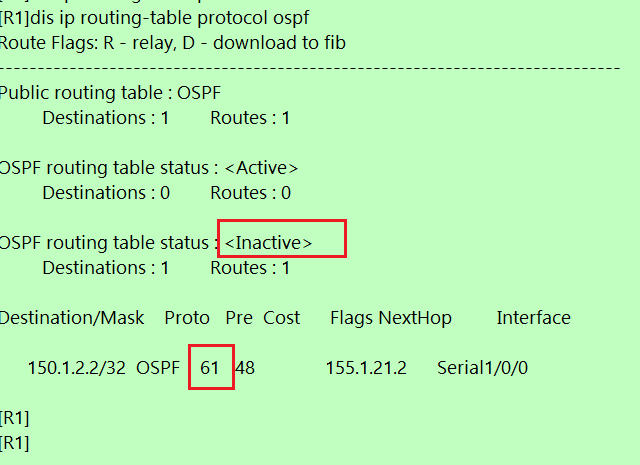 [R1]dis ip routing-table protocol ospf
Route Flags: R - relay, D - download to fib
------------------------------------------------------------------------------
Public routing table : OSPF
Destinations : 1 Routes : 1
OSPF routing table status : <Active>
Destinations : 0 Routes : 0
OSPF routing table status : <Inactive>
Destinations : 1 Routes : 1
Destination/Mask Proto Pre Cost Flags NextHop Interface
150.1.2.2/32 OSPF 61 48 155.1.21.2 Serial1/0/0
[R1]
[R1]